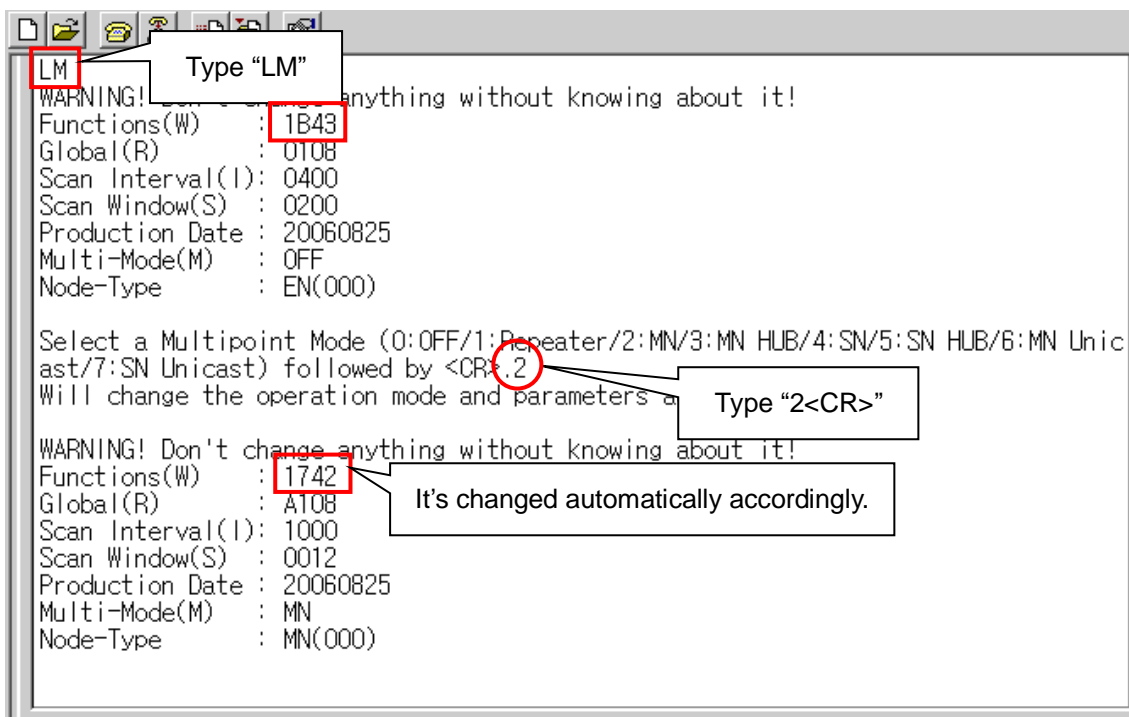 LM
Type “LM”
WARNING! Don't change anything without knowing about it!
Functions(W) : 1B43
Global(R) : 0108
Scan Interval(I): 0400
Scan Window(S) : 0200
Production Date : 20060825
Multi-Mode(M) : OFF
Node-Type : EN(000)
Select a Multipoint Mode (0:OFF/1:Repeater/2:MN/3:MN HUB/4:SN/5:SN HUB/6:MN Unic
ast/7:SN Unicast) followed by <CR>.2
Will change the operation mode and parameters
Type “2<CR>”
WARNING! Don't change anything without knowing about it!
Functions(W) : 1742
It’s changed automatically accordingly.
Global(R) : A108
Scan Interval(I): 1000
Scan Window(S) : 0012
Production Date : 20060825
Multi-Mode(M) : MN
Node-Type : MN(000)